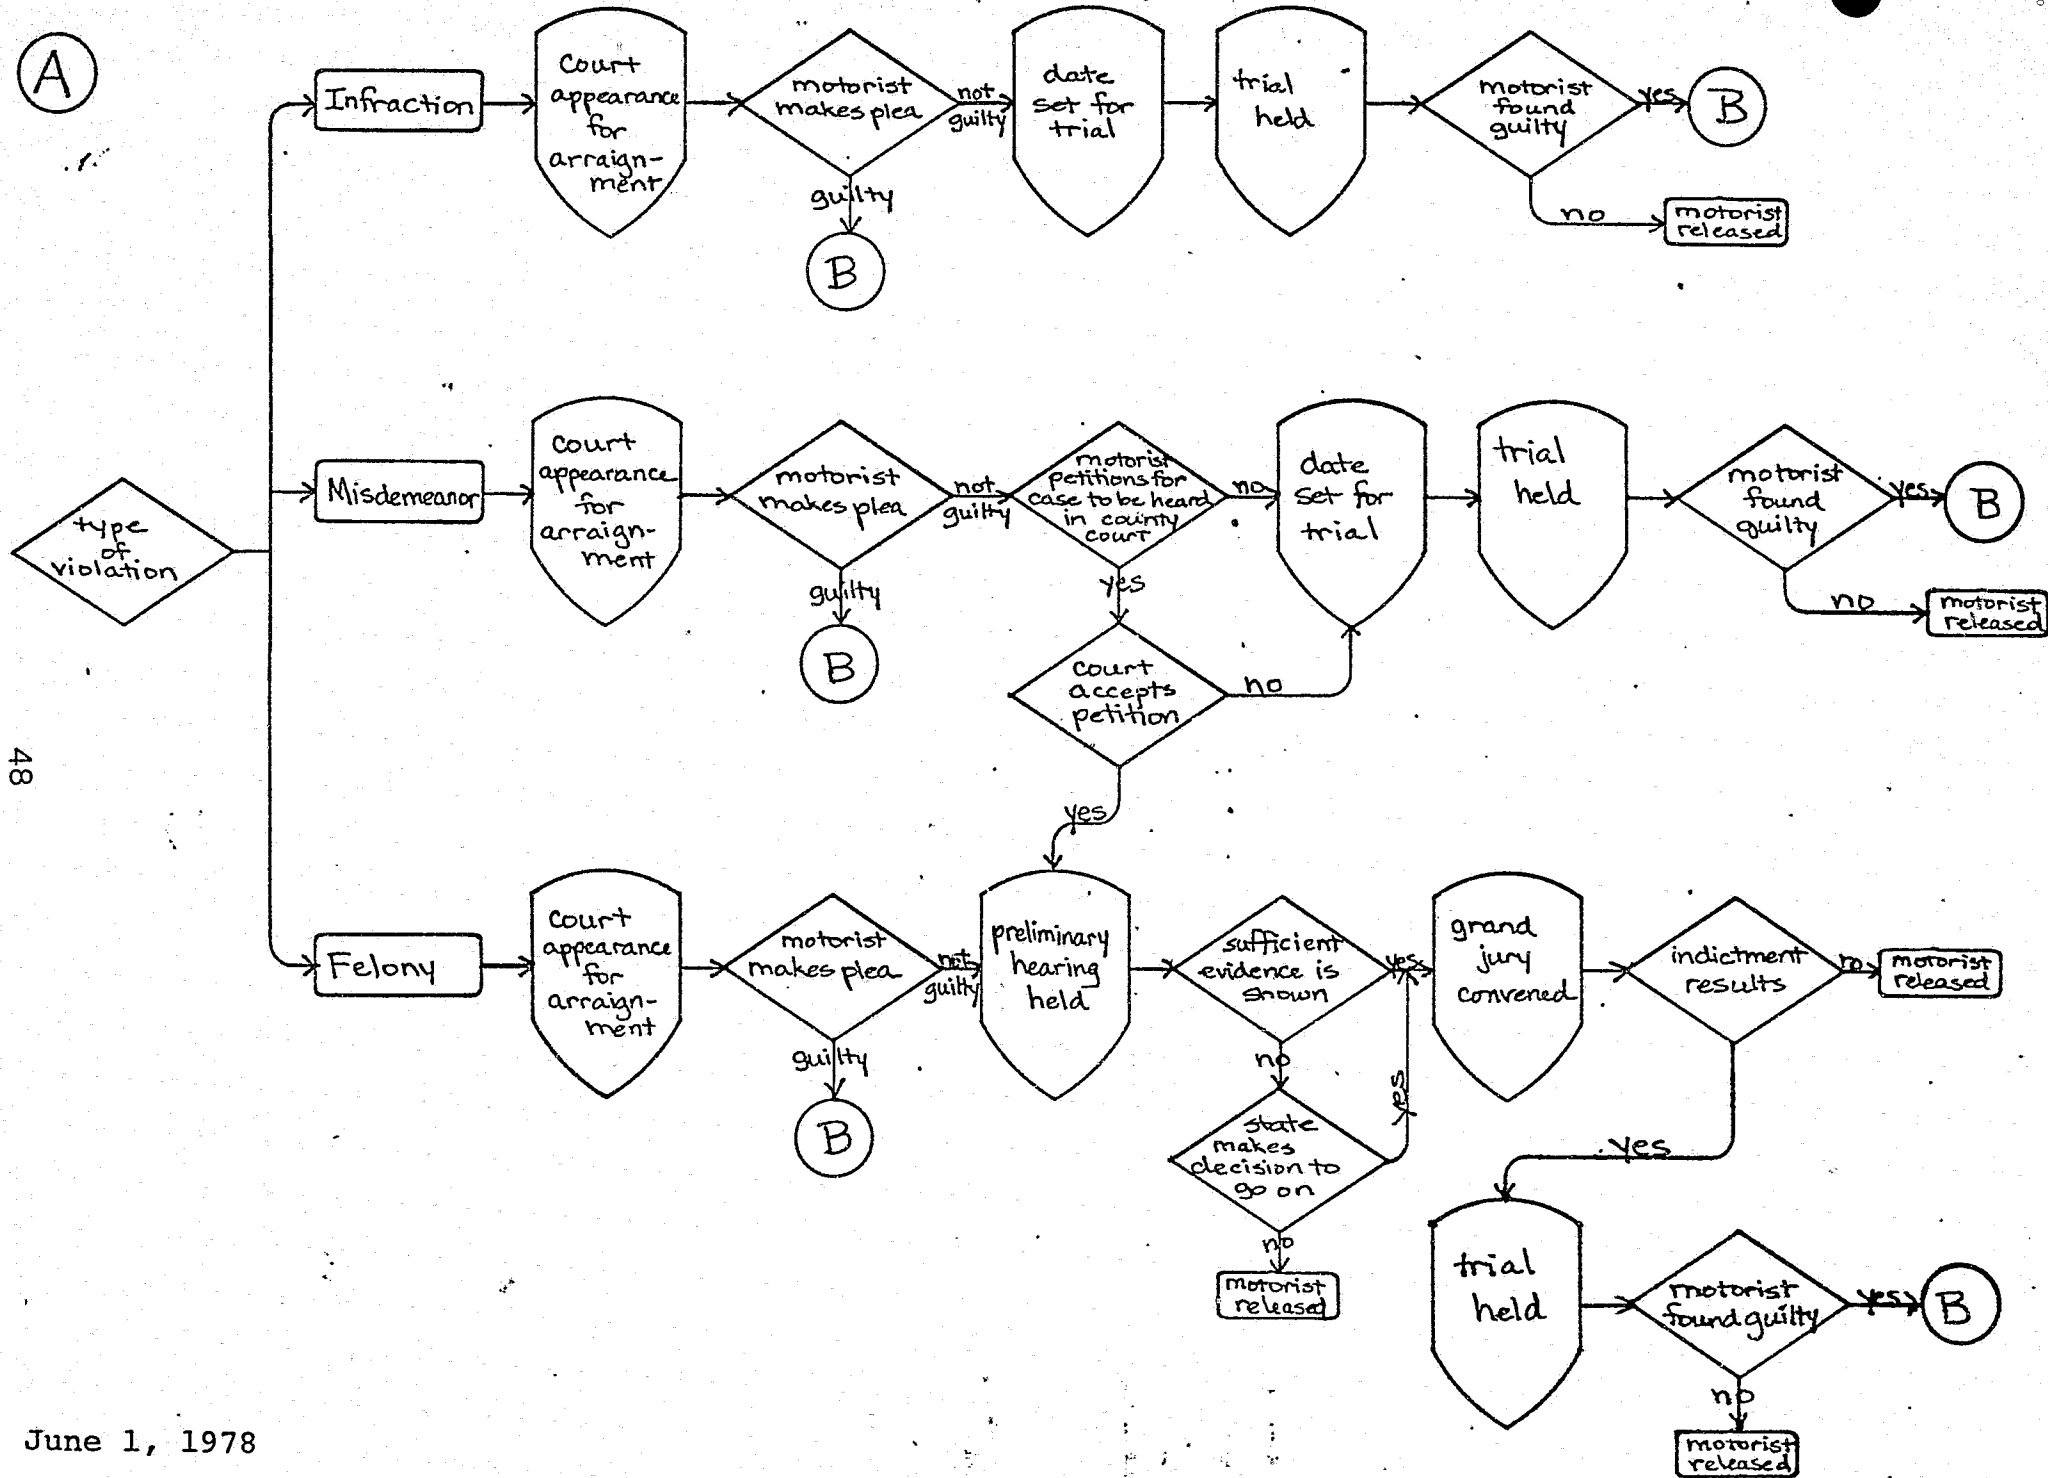 A
Infraction
court
appearance
for
arraign-
ment
motorist
makes plea
not
guilty
guilty
B
date
set for
trial
trial
held
motorist
found
guilty
yes
B
no
motorist
released
type
of
violation
Misdemeanor
court
appearance
for
arraign-
ment
motorist
makes plea
not
guilty
guilty
B
motorist
petitions for
case to be heard
in county
court
no
yes
court
accepts
petition
no
yes
date
set for
trial
trial
held
motorist
found
guilty
yes
B
no
motorist
released
Felony
court
appearance
for
arraign-
ment
motorist
makes plea
not
guilty
guilty
B
preliminary
hearing
held
sufficient
evidence is
shown
yes
no
state
makes
decision to
go on
yes
no
motorist
released
grand
jury
convened
indictment
results
no
motorist
released
yes
trial
held
motorist
found guilty
yes
B
no
motorist
released
48
June 1, 1978